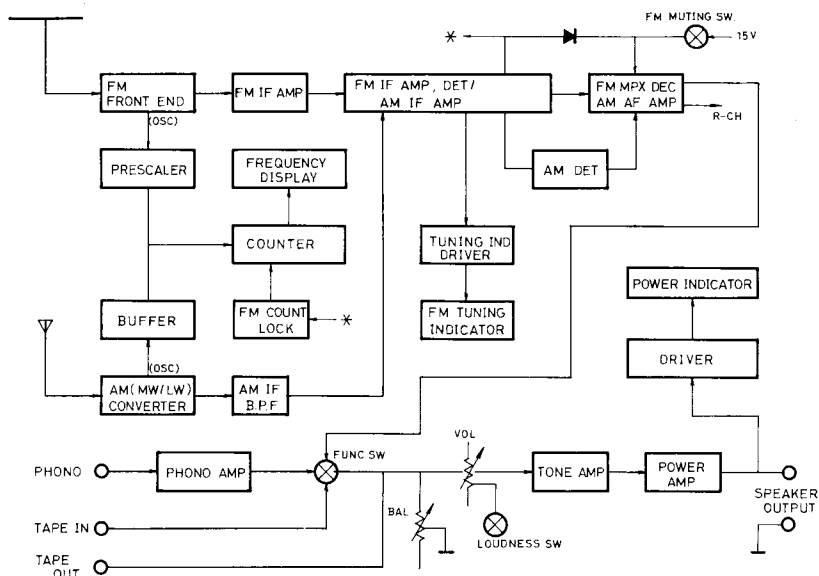 FM MUTING SW.
15V
FM
FRONT END
FM IF AMP
FM IF AMP, DET/
AM IF AMP
FM MPX DEC
AM AF AMP
(OSC)
R-CH
PRESCALER
FREQUENCY
DISPLAY
AM DET
COUNTER
TUNING IND
DRIVER
POWER INDICATOR
BUFFER
FM COUNT
LOCK
FM TUNING
INDICATOR
DRIVER
(OSC)
AM(MW/LW)
CONVERTER
AM IF
B.P.F
VOL
FUNC SW
PHONO
PHONO AMP
TONE AMP
POWER
AMP
SPEAKER
OUTPUT
BAL
TAPE IN
LOUDNESS SW
TAPE
OUT